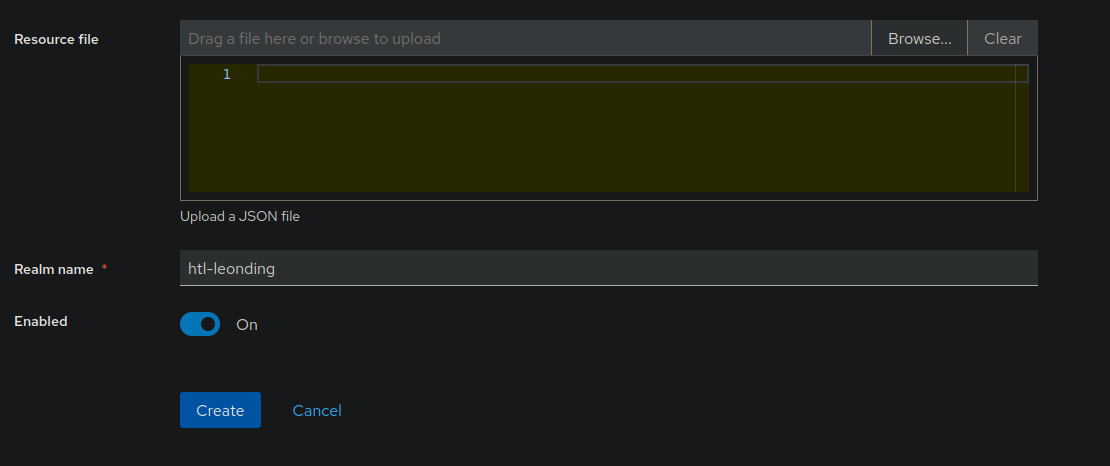 Resource file
Drag a file here or browse to upload
Browse...
Clear
1
Upload a JSON file
Realm name *
htl-leonding
Enabled
On
Create
Cancel